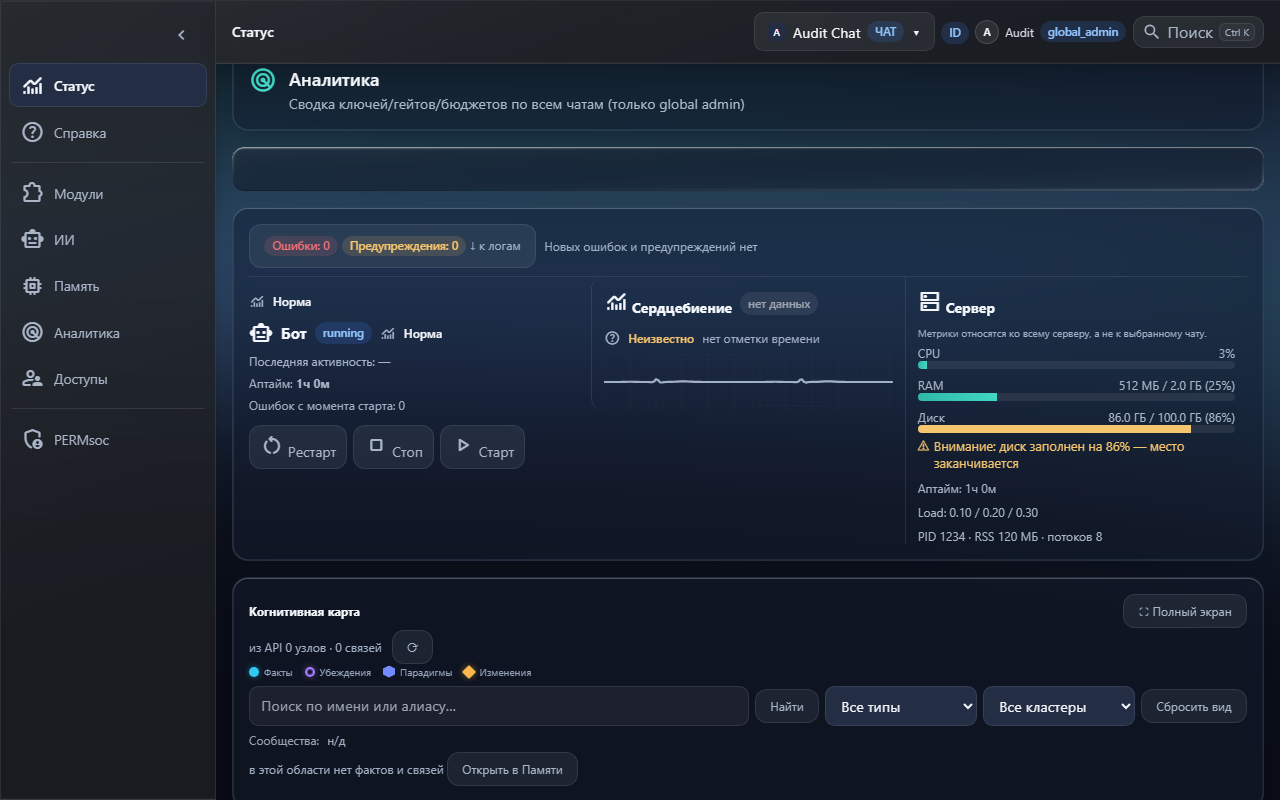 Статус
Audit Chat ЧАТ ▾ ID A Audit global_admin Поиск Ctrl K
Статус
Справка
Модули
ИИ
Память
Аналитика
Доступы
PERMsoc
Аналитика
Сводка ключей/гейтов/бюджетов по всем чатам (только global admin)
Ошибки: 0 Предупреждения: 0 ↓ к логам Новых ошибок и предупреждений нет
Норма
Бот running Норма
Последняя активность: —
Аптайм: 1ч 0м
Ошибок с момента старта: 0
Рестарт Стоп Старт
Сердцебиение нет данных
Неизвестно нет отметки времени
Сервер
Метрики относятся ко всему серверу, а не к выбранному чату.
CPU 3%
RAM 512 МБ / 2.0 ГБ (25%)
Диск 86.0 ГБ / 100.0 ГБ (86%)
⚠ Внимание: диск заполнен на 86% — место
заканчивается
Аптайм: 1ч 0м
Load: 0.10 / 0.20 / 0.30
PID 1234 · RSS 120 МБ · потоков 8
Когнитивная карта
Полный экран
из API 0 узлов · 0 связей
Факты Убеждения Парадигмы Изменения
Поиск по имени или алиасу... Найти Все типы Все кластеры Сбросить вид
Сообщества: н/д
в этой области нет фактов и связей Открыть в Памяти